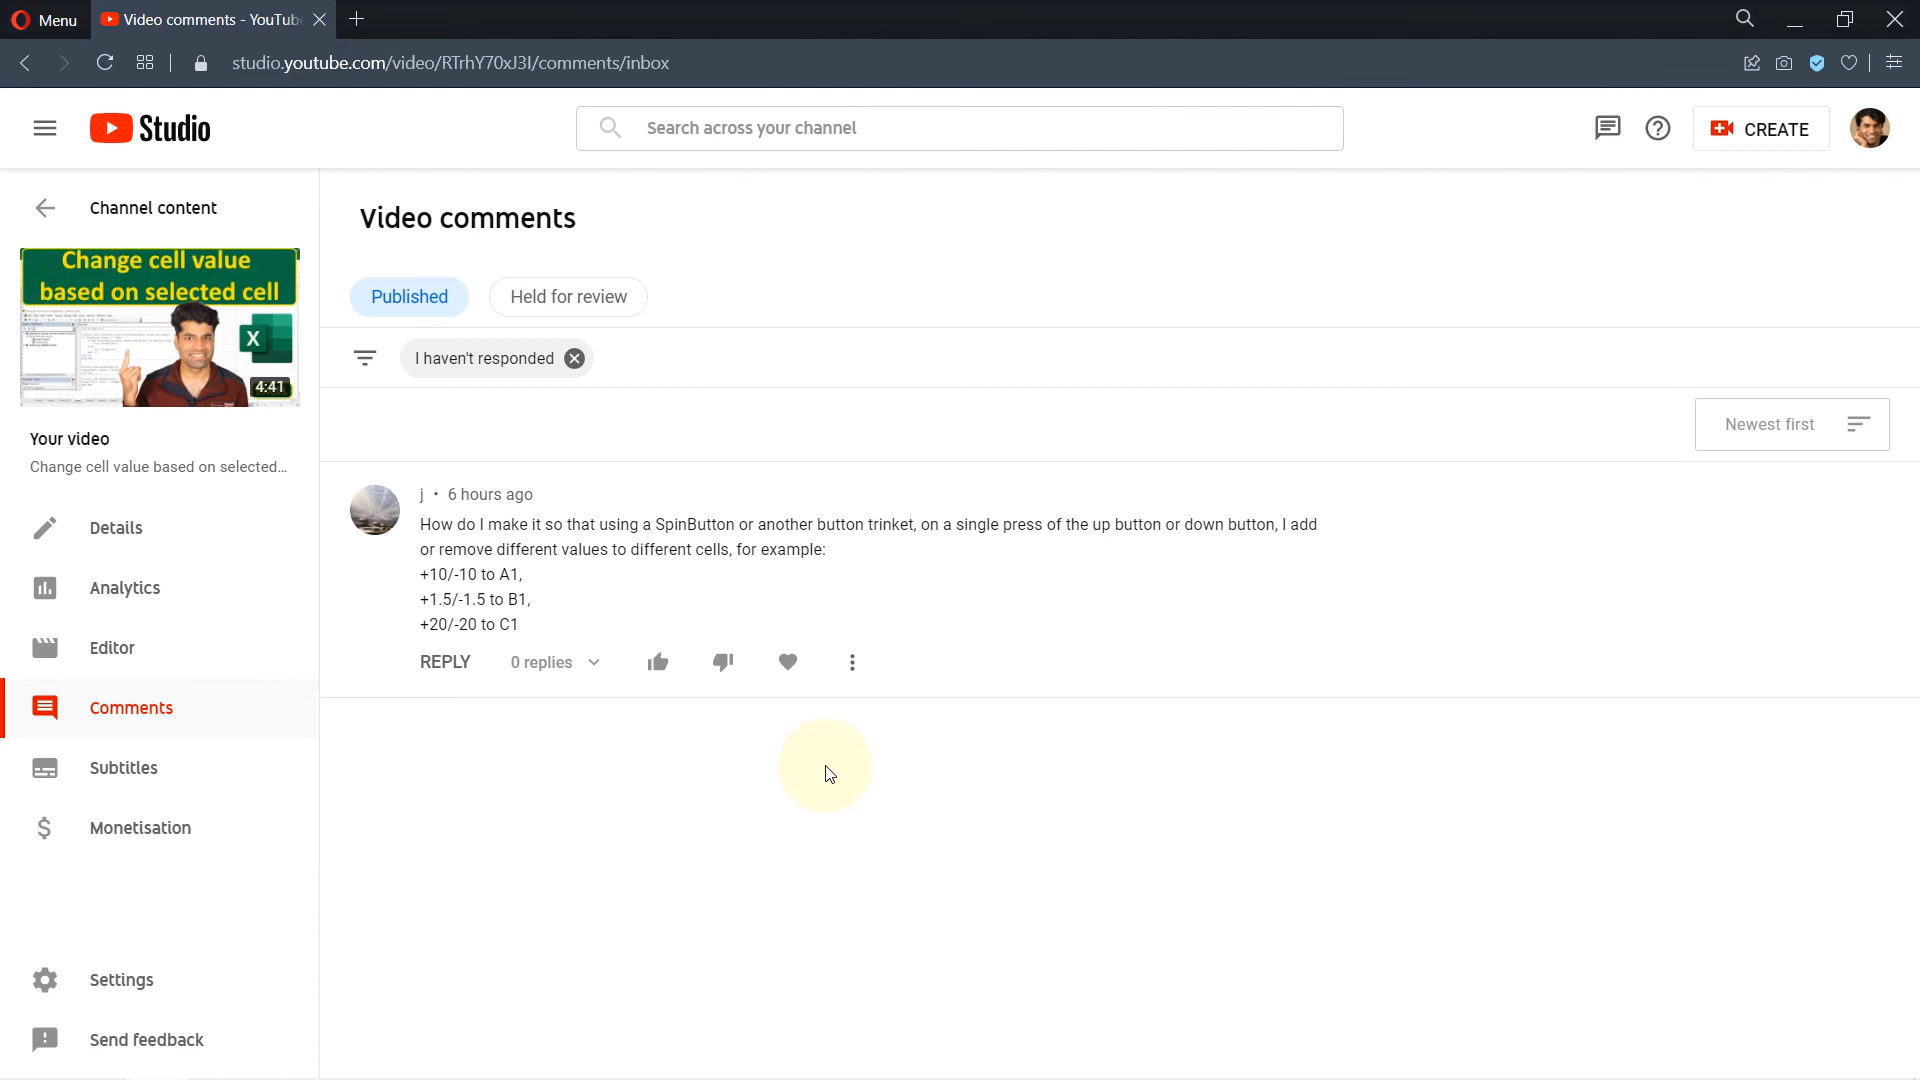 Menu
Video comments - YouTub
studio.youtube.com/video/RTrhY70xJ3I/comments/inbox
Studio
Search across your channel
CREATE
Channel content
Change cell value
based on selected cell
X
4:41
Your video
Change cell value based on selected...
Details
Analytics
Editor
Comments
Subtitles
Monetisation
Settings
Send feedback
Video comments
Published
Held for review
I haven't responded
Newest first
j • 6 hours ago
How do I make it so that using a SpinButton or another button trinket, on a single press of the up button or down button, I add
or remove different values to different cells, for example:
+10/-10 to A1,
+1.5/-1.5 to B1,
+20/-20 to C1
REPLY
0 replies